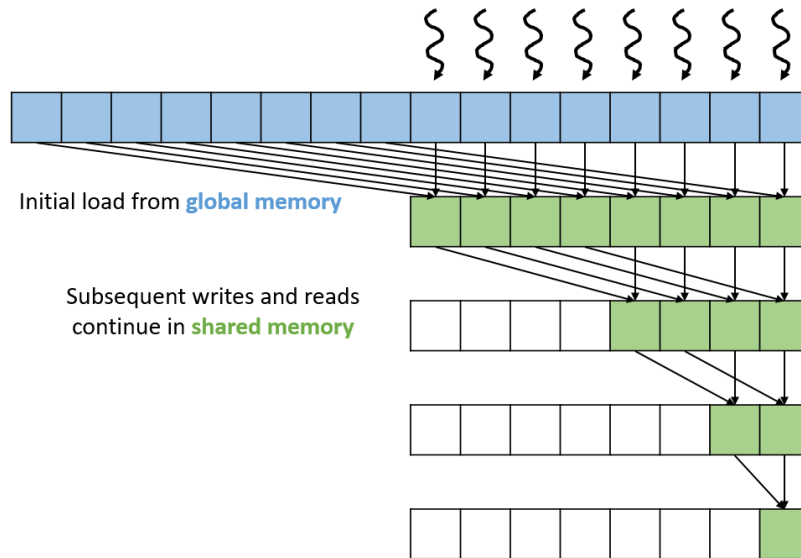 Initial load from global memory
Subsequent writes and reads
continue in shared memory